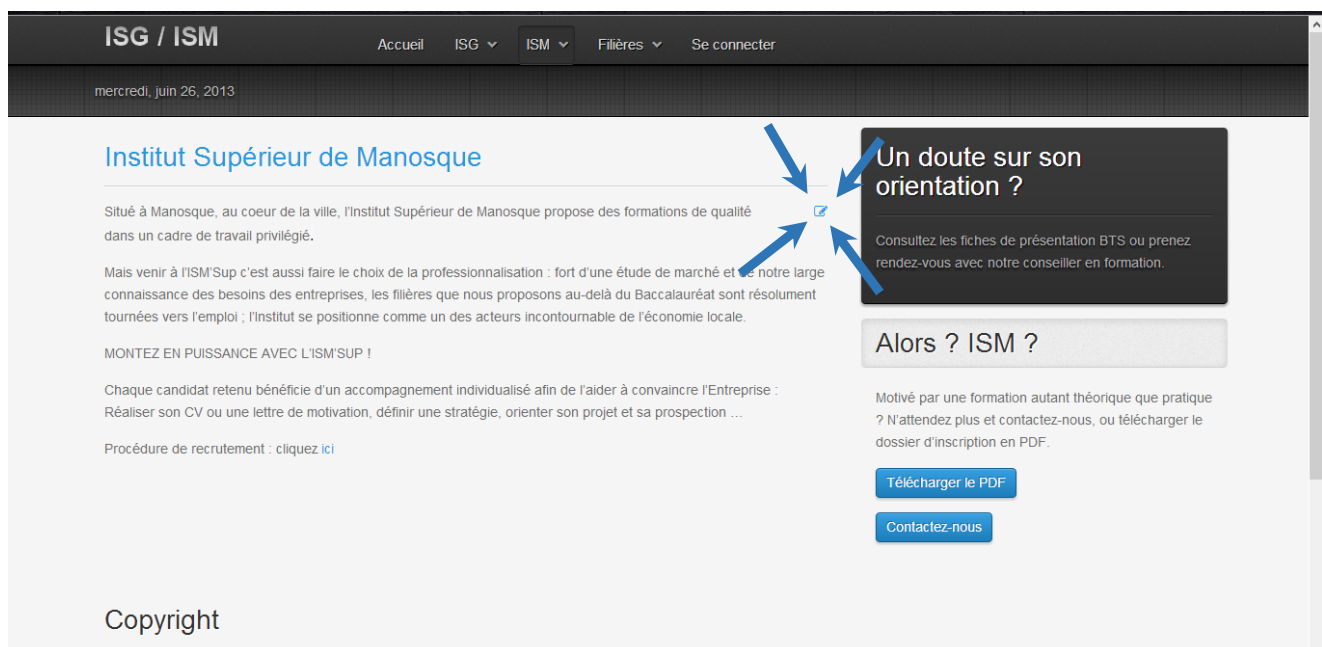 ISG / ISM
Accueil ISG ISM Filières Se connecter
mercredi, juin 26, 2013
Institut Supérieur de Manosque
Situé à Manosque, au coeur de la ville, l'Institut Supérieur de Manosque propose des formations de qualité
dans un cadre de travail privilégié.
Mais venir à l'ISM'Sup c'est aussi faire le choix de la professionnalisation : fort d'une étude de marché et de notre large
connaissance des besoins des entreprises, les filières que nous proposons au-delà du Baccalauréat sont résolument
tournées vers l'emploi ; l'Institut se positionne comme un des acteurs incontournable de l'économie locale.
MONTEZ EN PUISSANCE AVEC L'ISM'SUP !
Chaque candidat retenu bénéficie d'un accompagnement individualisé afin de l'aider à convaincre l'Entreprise :
Réaliser son CV ou une lettre de motivation, définir une stratégie, orienter son projet et sa prospection …
Procédure de recrutement : cliquez ici
Un doute sur son
orientation ?
Consultez les fiches de présentation BTS ou prenez
rendez-vous avec notre conseiller en formation.
Alors ? ISM ?
Motivé par une formation autant théorique que pratique
? N'attendez plus et contactez-nous, ou télécharger le
dossier d'inscription en PDF.
Télécharger le PDF
Contactez-nous
Copyright